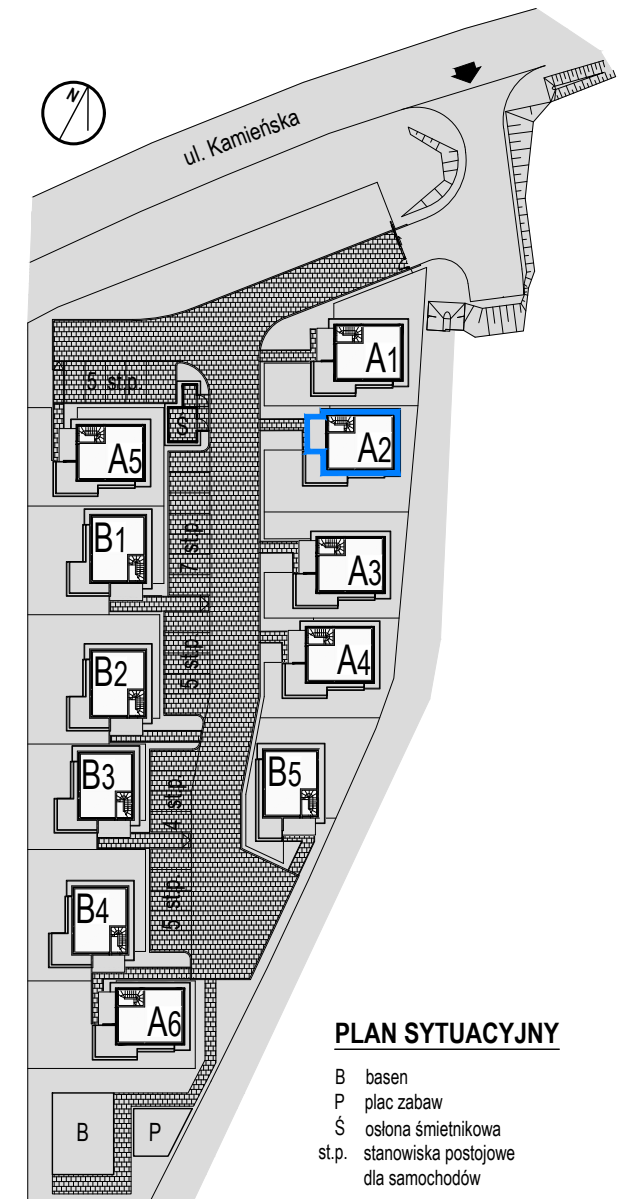 N
ul. Kamieńska
A1
5 st.p.
Ś
A2
A5
B1
7 st.p.
A3
A4
5 st.p.
B2
B3
B5
4 st.p.
B4
5 st.p.
A6
B
P
PLAN SYTUACYJNY
B basen
P plac zabaw
Ś osłona śmietnikowa
st.p. stanowiska postojowe
dla samochodów